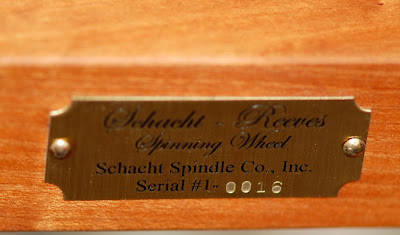 Schacht - Reeves
Spinning Wheel
Schacht Spindle Co., Inc.
Serial #1-0016